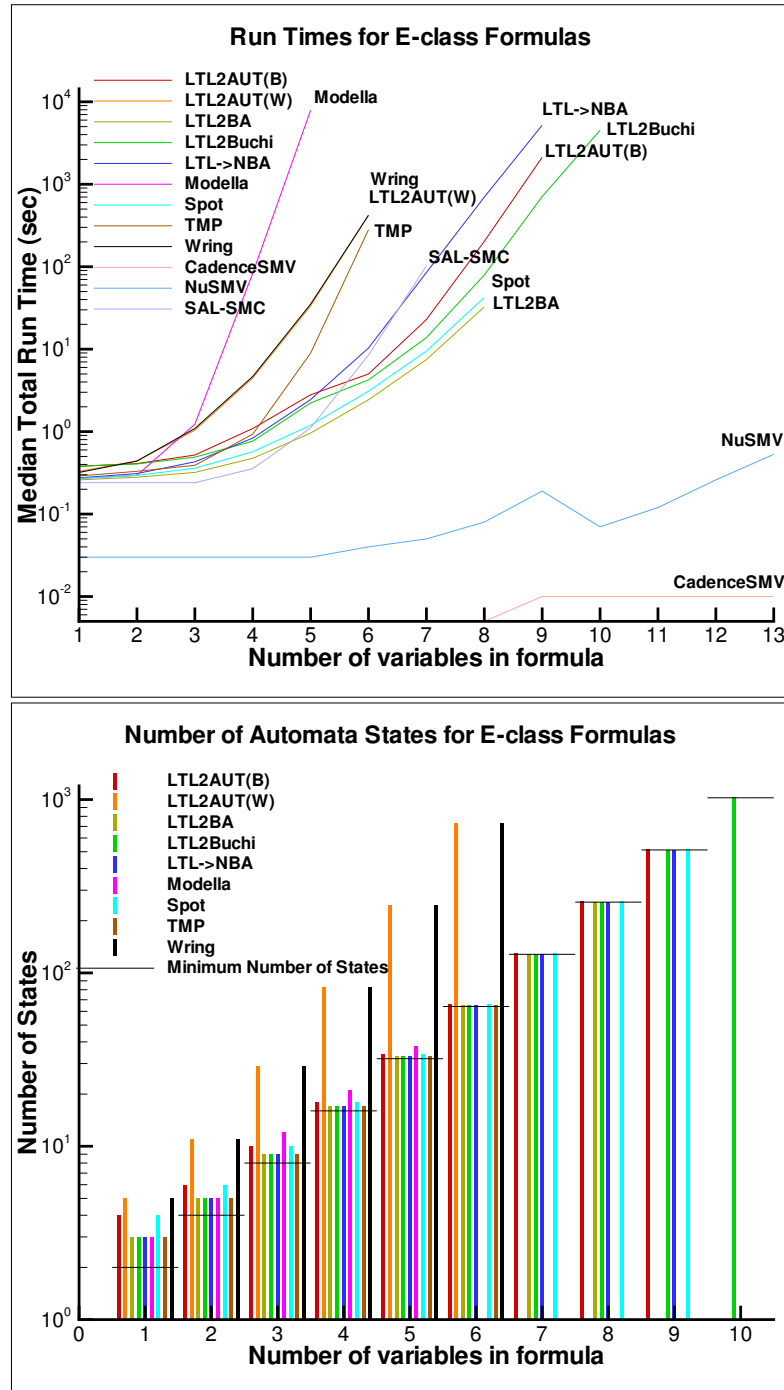 Run Times for E-class Formulas
LTL2AUT(B)
LTL2AUT(W)
LTL2BA
LTL2Buchi
LTL->NBA
Modella
Spot
TMP
Wring
CadenceSMV
NuSMV
SAL-SMC
Modella
Wring
LTL2AUT(W)
TMP
LTL->NBA
LTL2Buchi
LTL2AUT(B)
SAL-SMC
Spot
LTL2BA
NuSMV
CadenceSMV
Median Total Run Time (sec)
10^4
10^3
10^2
10^1
10^0
10^-1
10^-2
1 2 3 4 5 6 7 8 9 10 11 12 13
Number of variables in formula
Number of Automata States for E-class Formulas
LTL2AUT(B)
LTL2AUT(W)
LTL2BA
LTL2Buchi
LTL->NBA
Modella
Spot
TMP
Wring
Minimum Number of States
Number of States
10^3
10^2
10^1
10^0
0 1 2 3 4 5 6 7 8 9 10
Number of variables in formula